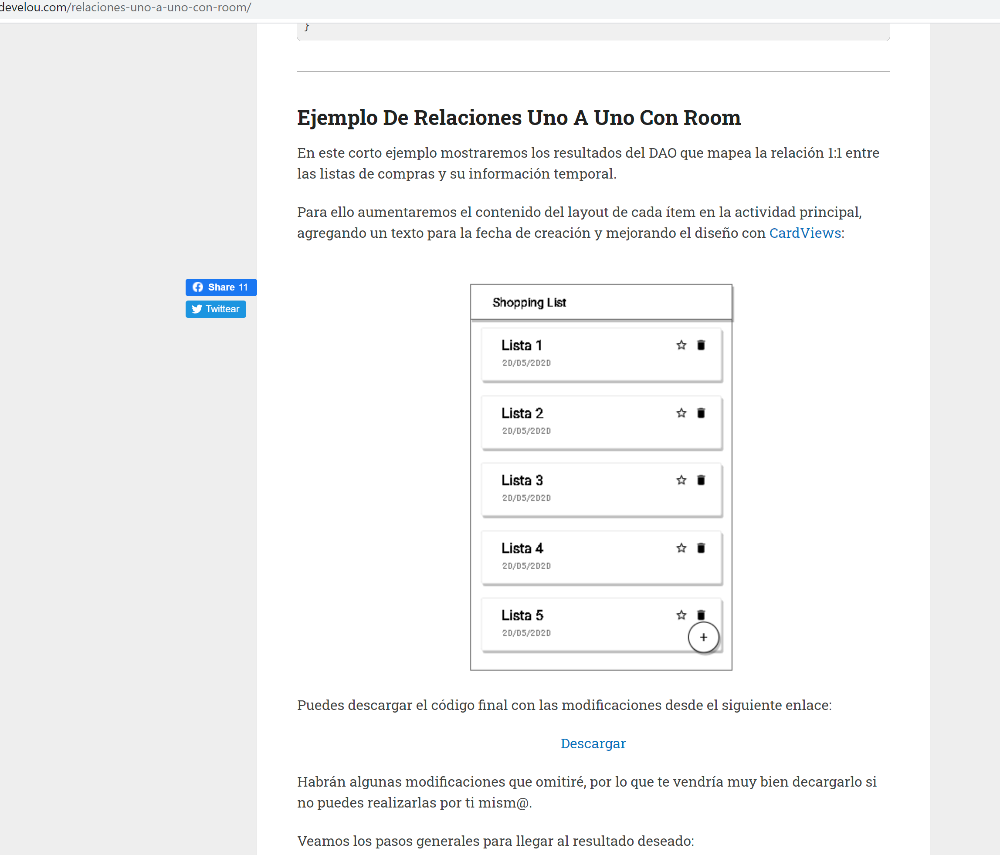 develou.com/relaciones-uno-a-uno-con-room/
}
Ejemplo De Relaciones Uno A Uno Con Room
En este corto ejemplo mostraremos los resultados del DAO que mapea la relación 1:1 entre
las listas de compras y su información temporal.
Para ello aumentaremos el contenido del layout de cada ítem en la actividad principal,
agregando un texto para la fecha de creación y mejorando el diseño con CardViews:
Share 11
Twittear
Shopping List
Lista 1
20/05/2020
Lista 2
20/05/2020
Lista 3
20/05/2020
Lista 4
20/05/2020
Lista 5
20/05/2020
+
Puedes descargar el código final con las modificaciones desde el siguiente enlace:
Descargar
Habrán algunas modificaciones que omitiré, por lo que te vendría muy bien decargarlo si
no puedes realizarlas por ti mism@.
Veamos los pasos generales para llegar al resultado deseado: